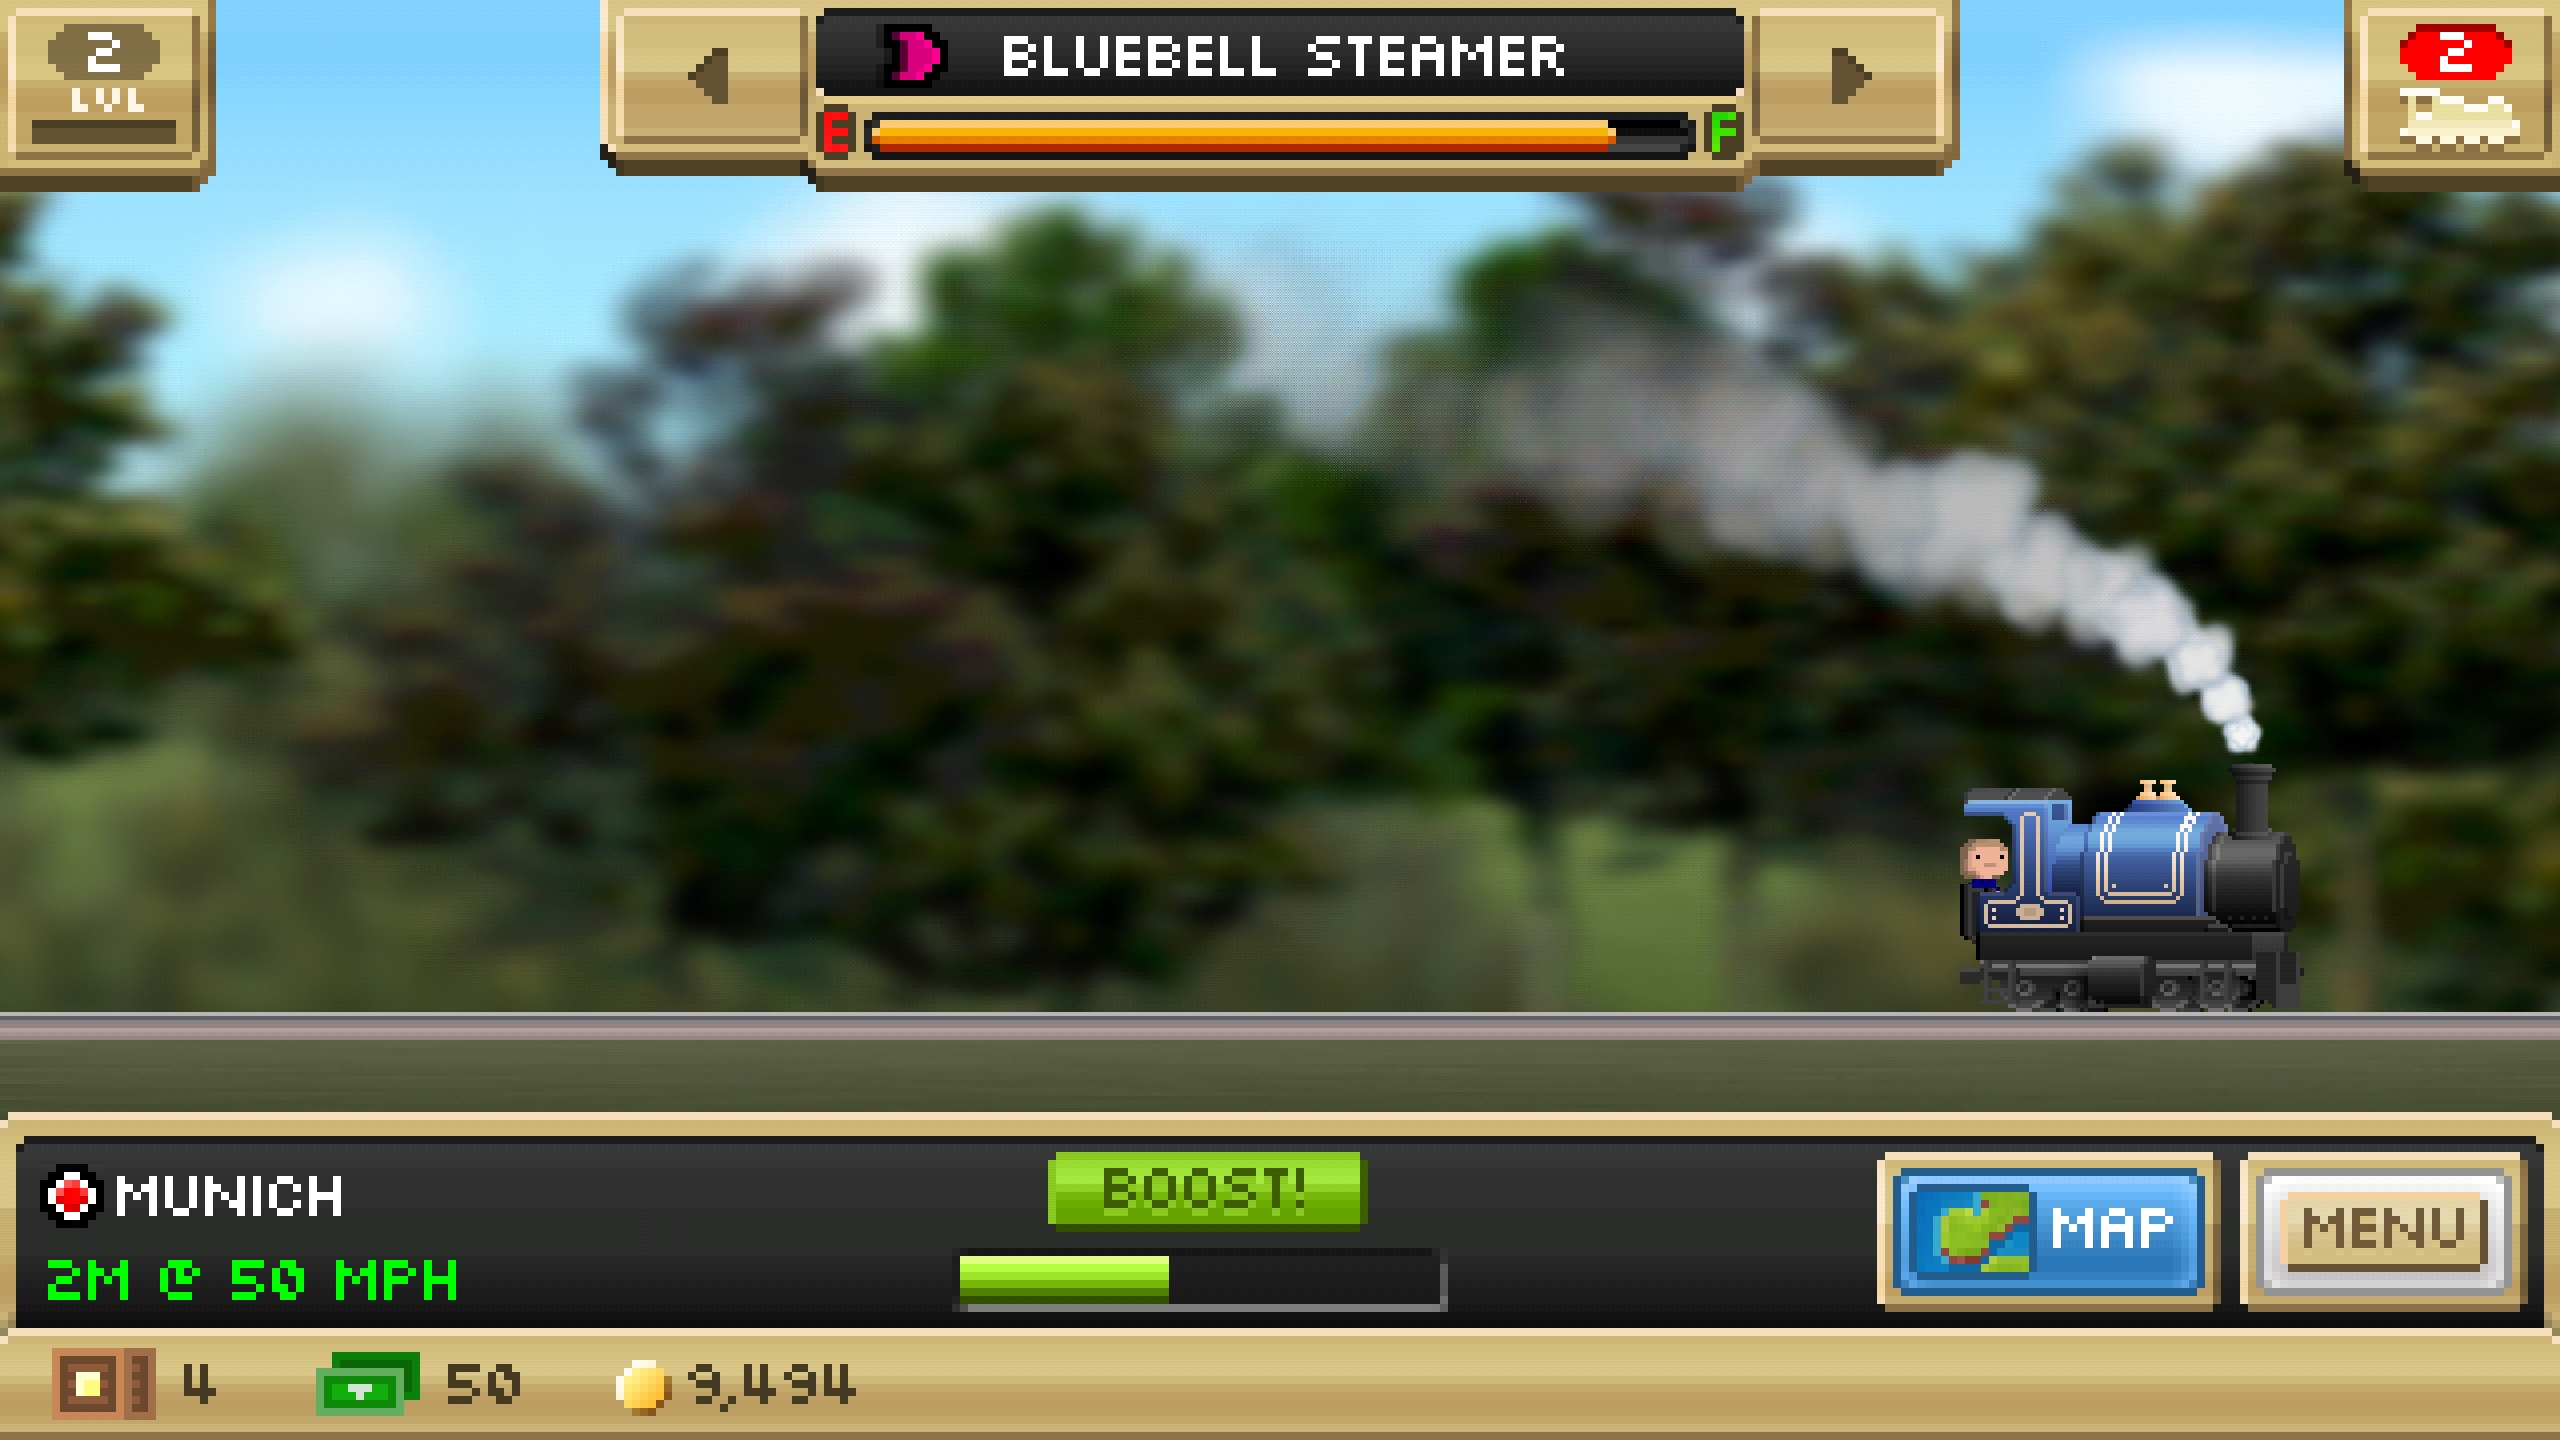 2
LVL
BLUEBELL STEAMER
E
F
2
MUNICH
BOOST!
2M @ 50 MPH
MAP
MENU
4
50
9,494